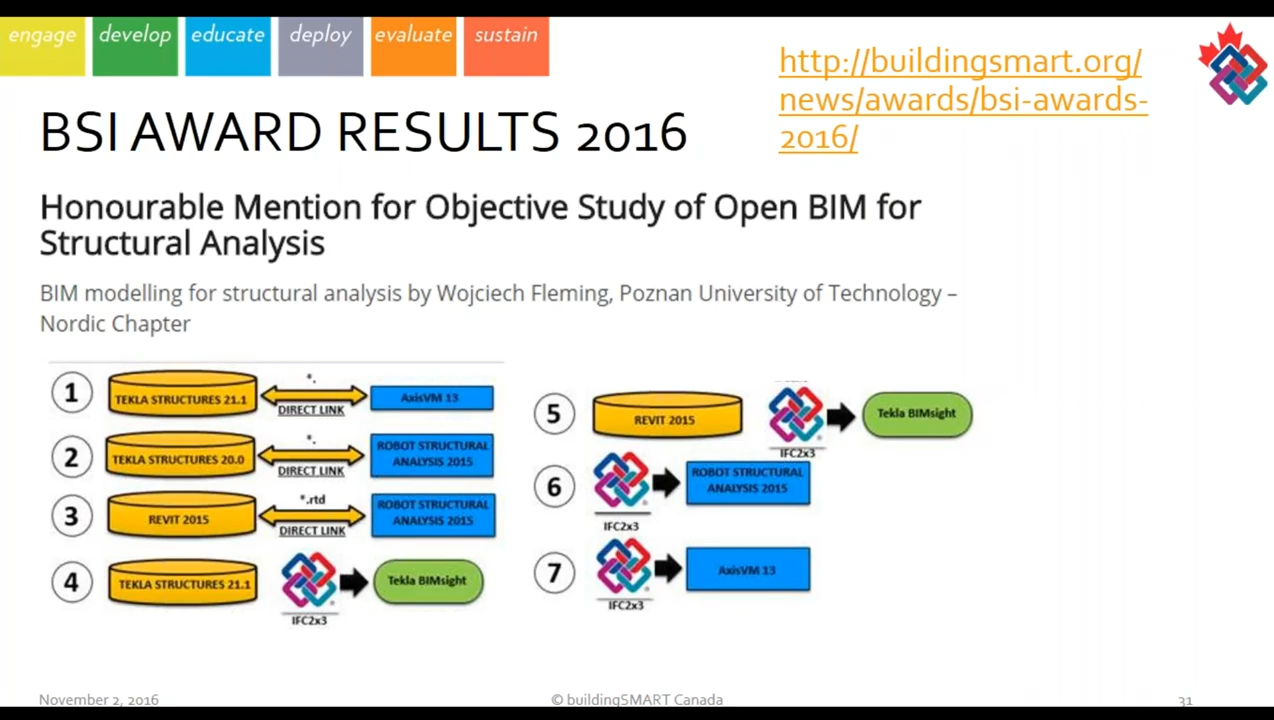 engage develop educate deploy evaluate sustain
http://buildingsmart.org/
news/awards/bsi-awards-
2016/
BSI AWARD RESULTS 2016
Honourable Mention for Objective Study of Open BIM for
Structural Analysis
BIM modelling for structural analysis by Wojciech Fleming, Poznan University of Technology –
Nordic Chapter
1
TEKLA STRUCTURES 21.1
*.
DIRECT LINK
AxisVM 13
2
TEKLA STRUCTURES 20.0
*.
DIRECT LINK
ROBOT STRUCTURAL
ANALYSIS 2015
3
REVIT 2015
*.rtd
DIRECT LINK
ROBOT STRUCTURAL
ANALYSIS 2015
4
TEKLA STRUCTURES 21.1
IFC2x3
Tekla BIMsight
5
REVIT 2015
IFC2x3
Tekla BIMsight
6
IFC2x3
ROBOT STRUCTURAL
ANALYSIS 2015
7
IFC2x3
AxisVM 13
November 2, 2016
© buildingSMART Canada
31